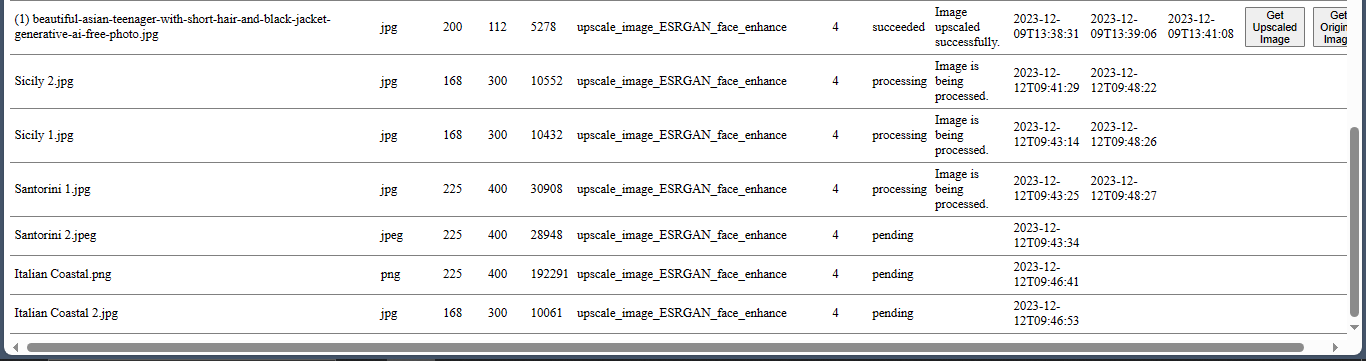 (1) beautiful-asian-teenager-with-short-hair-and-black-jacket-generative-ai-free-photo.jpg jpg 200 112 5278 upscale_image_ESRGAN_face_enhance 4 succeeded Image upscaled successfully. 2023-12-09T13:38:31 2023-12-09T13:39:06 2023-12-09T13:41:08 Get Upscaled Image Get Origin Imag
Sicily 2.jpg jpg 168 300 10552 upscale_image_ESRGAN_face_enhance 4 processing Image is being processed. 2023-12-12T09:41:29 2023-12-12T09:48:22
Sicily 1.jpg jpg 168 300 10432 upscale_image_ESRGAN_face_enhance 4 processing Image is being processed. 2023-12-12T09:43:14 2023-12-12T09:48:26
Santorini 1.jpg jpg 225 400 30908 upscale_image_ESRGAN_face_enhance 4 processing Image is being processed. 2023-12-12T09:43:25 2023-12-12T09:48:27
Santorini 2.jpeg jpeg 225 400 28948 upscale_image_ESRGAN_face_enhance 4 pending 2023-12-12T09:43:34
Italian Coastal.png png 225 400 192291 upscale_image_ESRGAN_face_enhance 4 pending 2023-12-12T09:46:41
Italian Coastal 2.jpg jpg 168 300 10061 upscale_image_ESRGAN_face_enhance 4 pending 2023-12-12T09:46:53